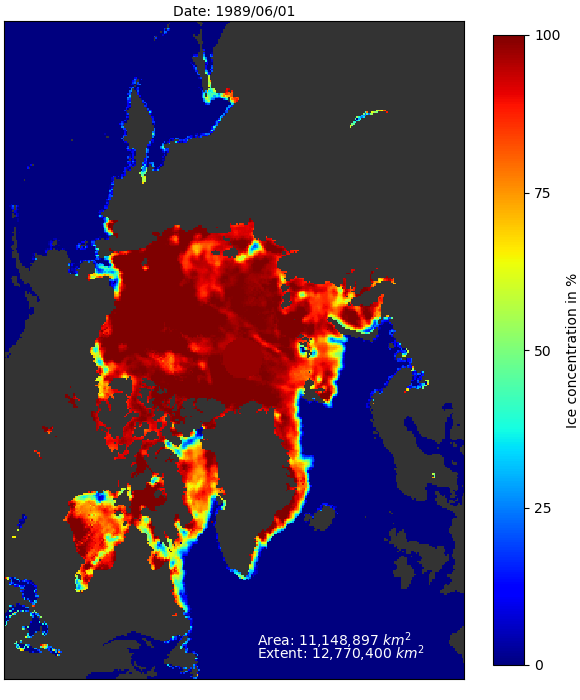 Date: 1989/06/01
100
75
50
25
0
Ice concentration in %
Area: 11,148,897 km²
Extent: 12,770,400 km²